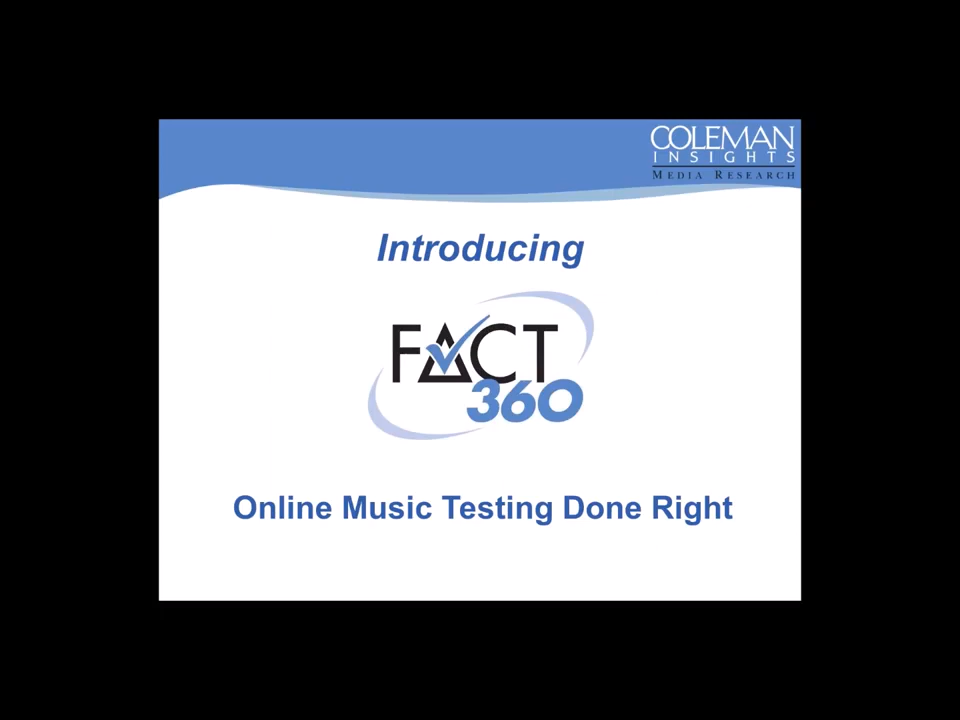 COLEMAN
INSIGHTS
MEDIA RESEARCH
Introducing
FACT
360
Online Music Testing Done Right